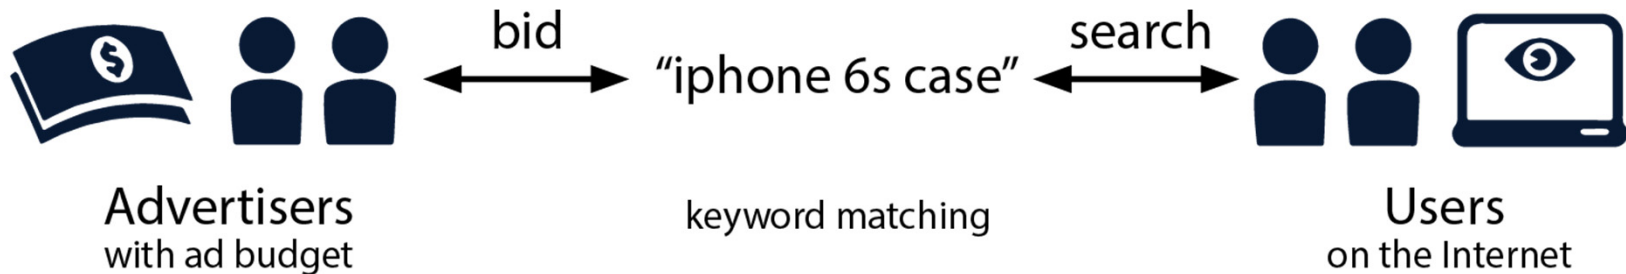 bid
“iphone 6s case”
search
Advertisers
with ad budget
keyword matching
Users
on the Internet
$